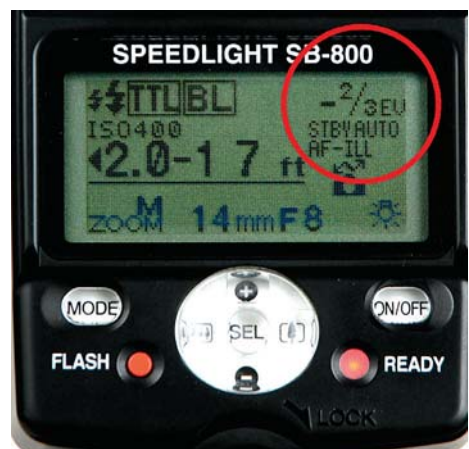 SPEEDLIGHT SB-800
TTL BL -2/3EV
ISO400 STBY AUTO
2.0-17 ft AF-ILL
ZOOM M 14mm F8
MODE ON/OFF
SEL
FLASH READY
LOCK